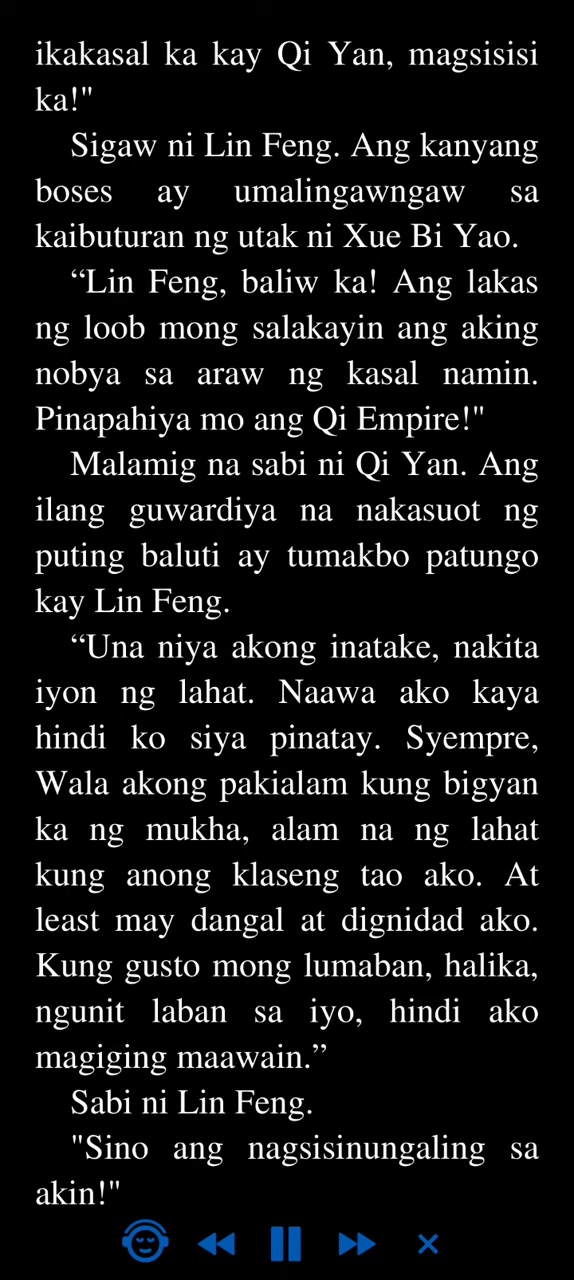 ikakasal ka kay Qi Yan, magsisisi
ka!"
Sigaw ni Lin Feng. Ang kanyang
boses ay umalingawngaw sa
kaibuturan ng utak ni Xue Bi Yao.
“Lin Feng, baliw ka! Ang lakas
ng loob mong salakayin ang aking
nobya sa araw ng kasal namin.
Pinapahiya mo ang Qi Empire!"
Malamig na sabi ni Qi Yan. Ang
ilang guwardiya na nakasuot ng
puting baluti ay tumakbo patungo
kay Lin Feng.
“Una niya akong inatake, nakita
iyon ng lahat. Naawa ako kaya
hindi ko siya pinatay. Syempre,
Wala akong pakialam kung bigyan
ka ng mukha, alam na ng lahat
kung anong klaseng tao ako. At
least may dangal at dignidad ako.
Kung gusto mong lumaban, halika,
ngunit laban sa iyo, hindi ako
magiging maawain.”
Sabi ni Lin Feng.
"Sino ang nagsisinungaling sa
akin!"